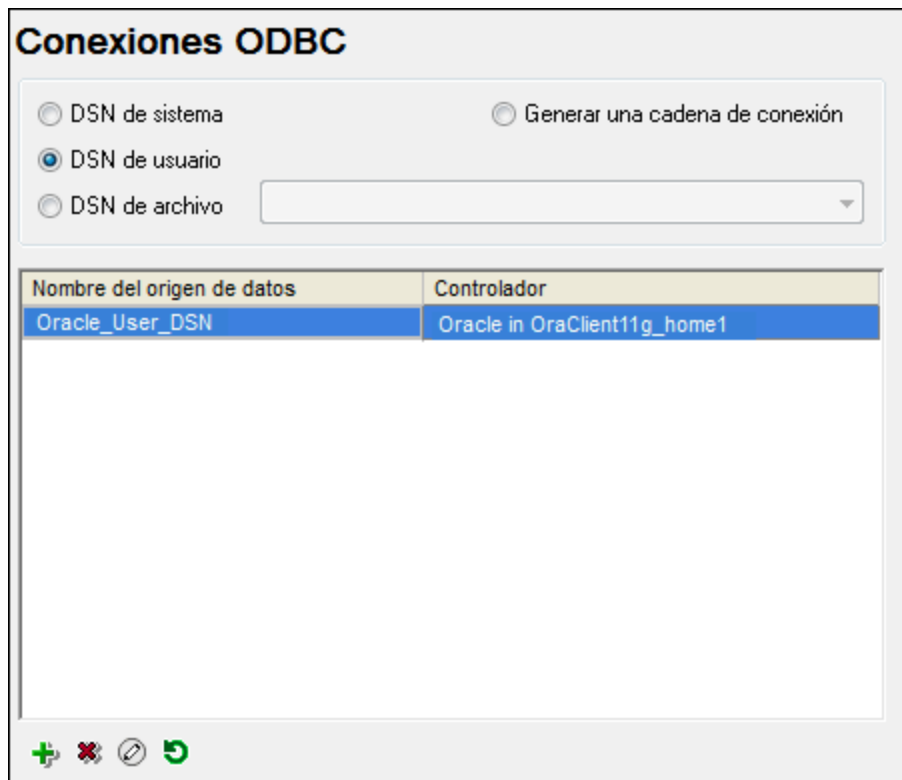 Conexiones ODBC
DSN de sistema
Generar una cadena de conexión
DSN de usuario
DSN de archivo
Nombre del origen de datos
Controlador
Oracle_User_DSN
Oracle in OraClient11g_home1